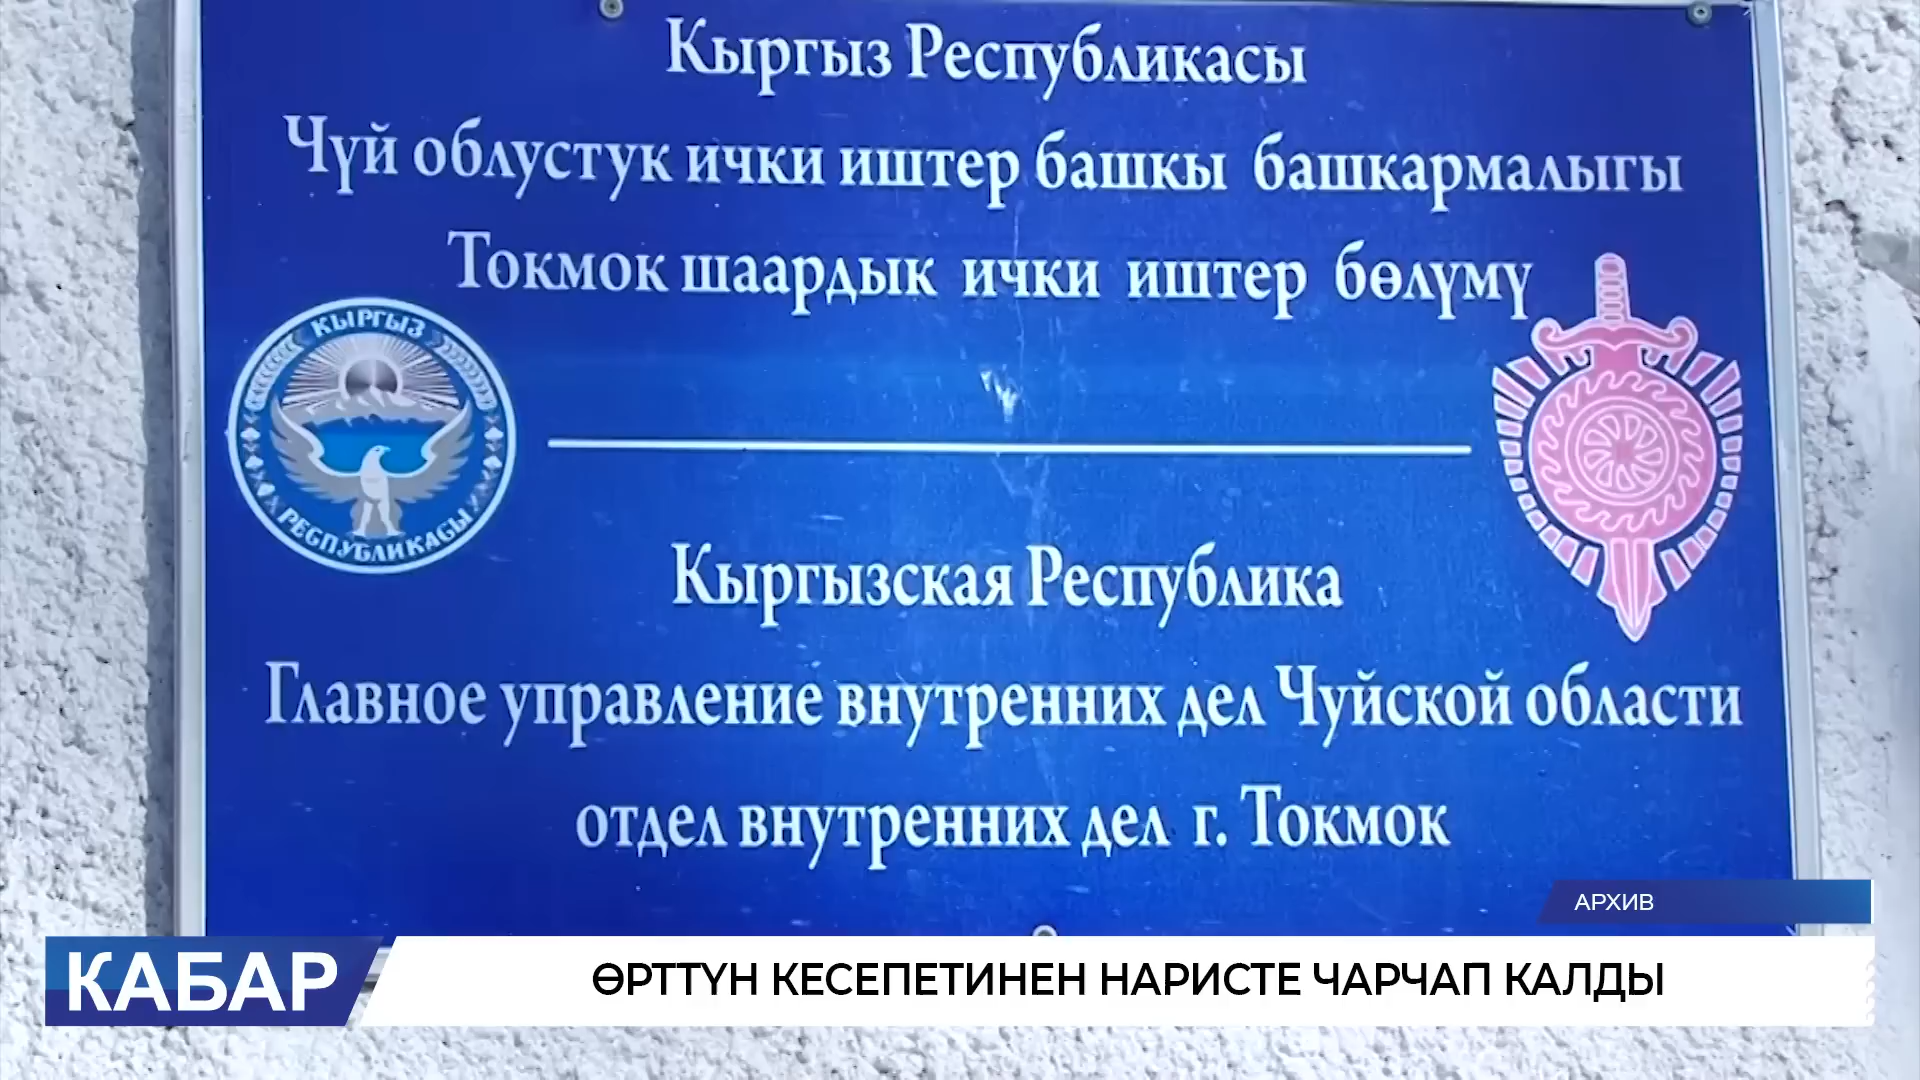 Кыргыз Республикасы
Чүй облустук ички иштер башкы башкармалыгы
Токмок шаардык ички иштер бөлүмү
КЫРГЫЗ
РЕСПУБЛИКАСЫ
Кыргызская Республика
Главное управление внутренних дел Чуйской области
отдел внутренних дел г. Токмок
АРХИВ
КАБАР
ӨРТТҮН КЕСЕПЕТИНЕН НАРИСТЕ ЧАРЧАП КАЛДЫ